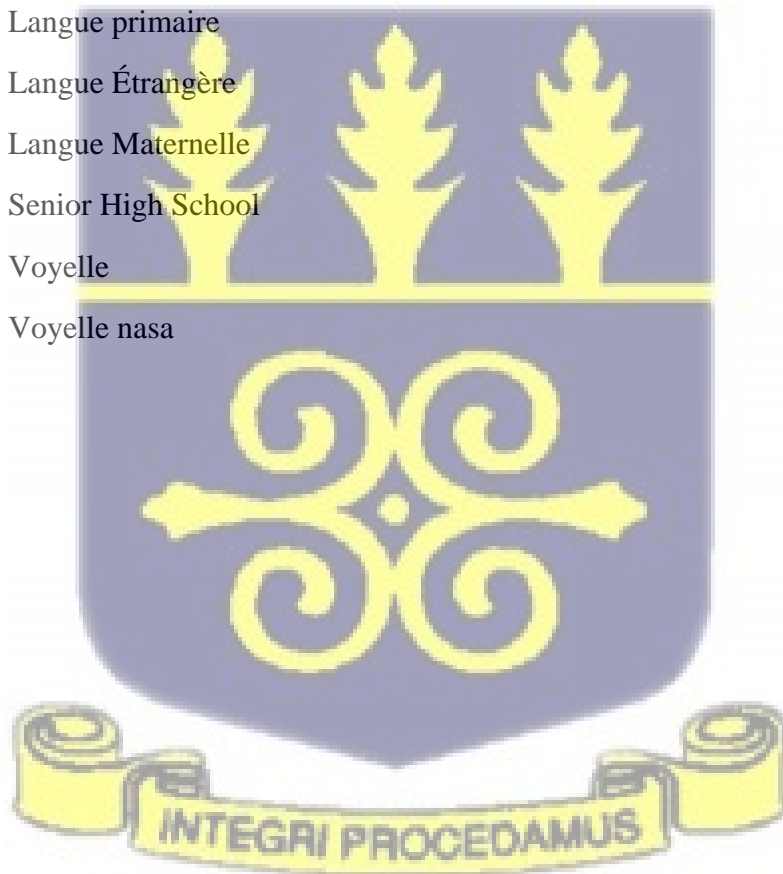 Langue primaire
Langue Étrangère
Langue Maternelle
Senior High School
Voyelle
Voyelle nasa
INTEGRI PROCEDAMUS